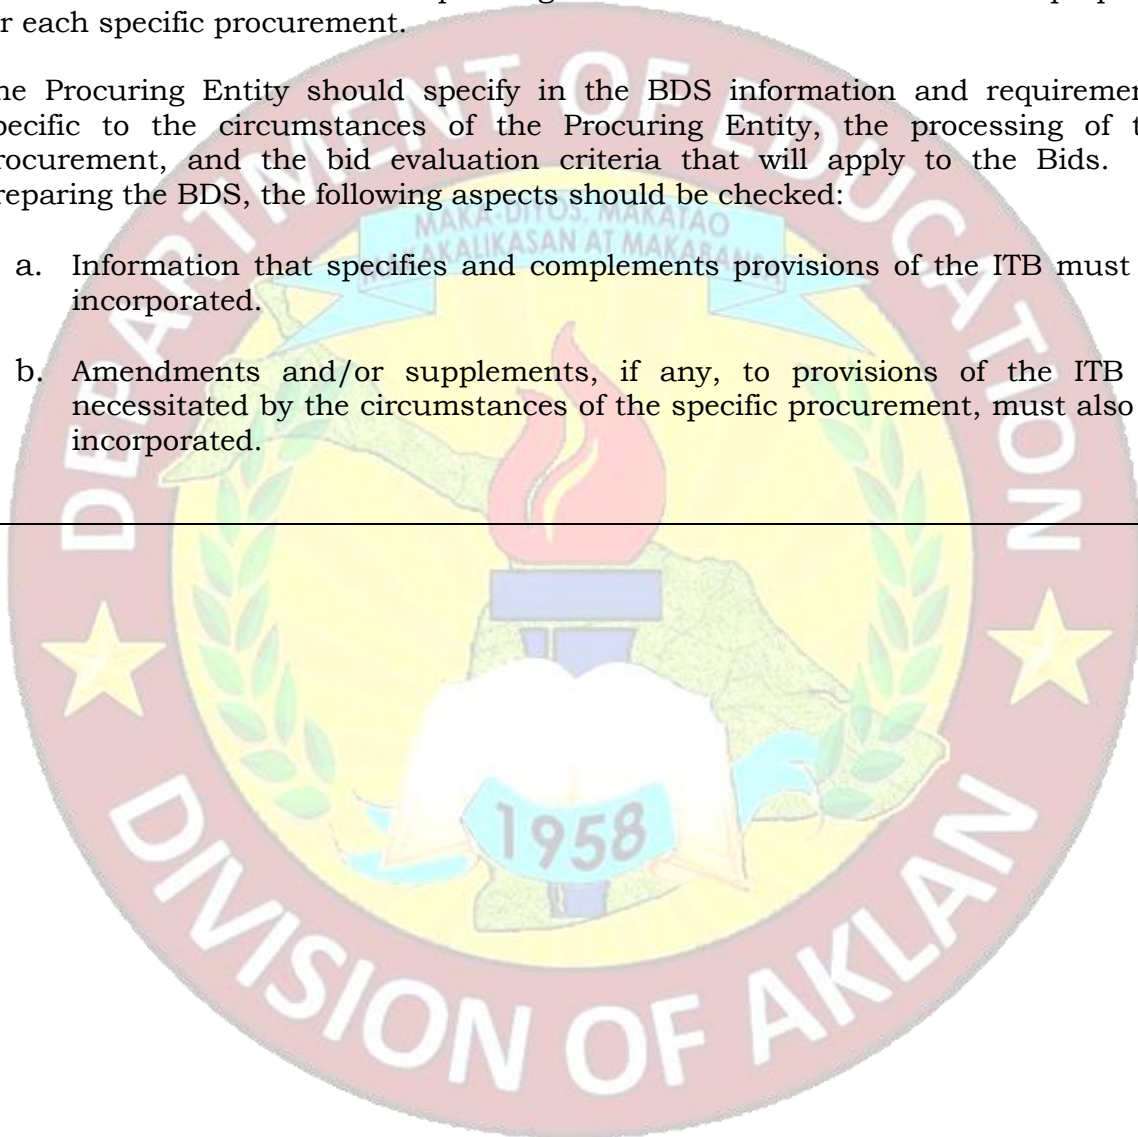 r each specific procurement.
he Procuring Entity should specify in the BDS information and requiremen
pecific to the circumstances of the Procuring Entity, the processing of t
rocurement, and the bid evaluation criteria that will apply to the Bids.
reparing the BDS, the following aspects should be checked:
a. Information that specifies and complements provisions of the ITB must
incorporated.
b. Amendments and/or supplements, if any, to provisions of the ITB
necessitated by the circumstances of the specific procurement, must also
incorporated.
DEPARTMENT OF EDUCATION
MAKA-DIYOS, MAKATAO
MAKAKALIKASAN AT MAKABANSA
1958
DIVISION OF AKLAN